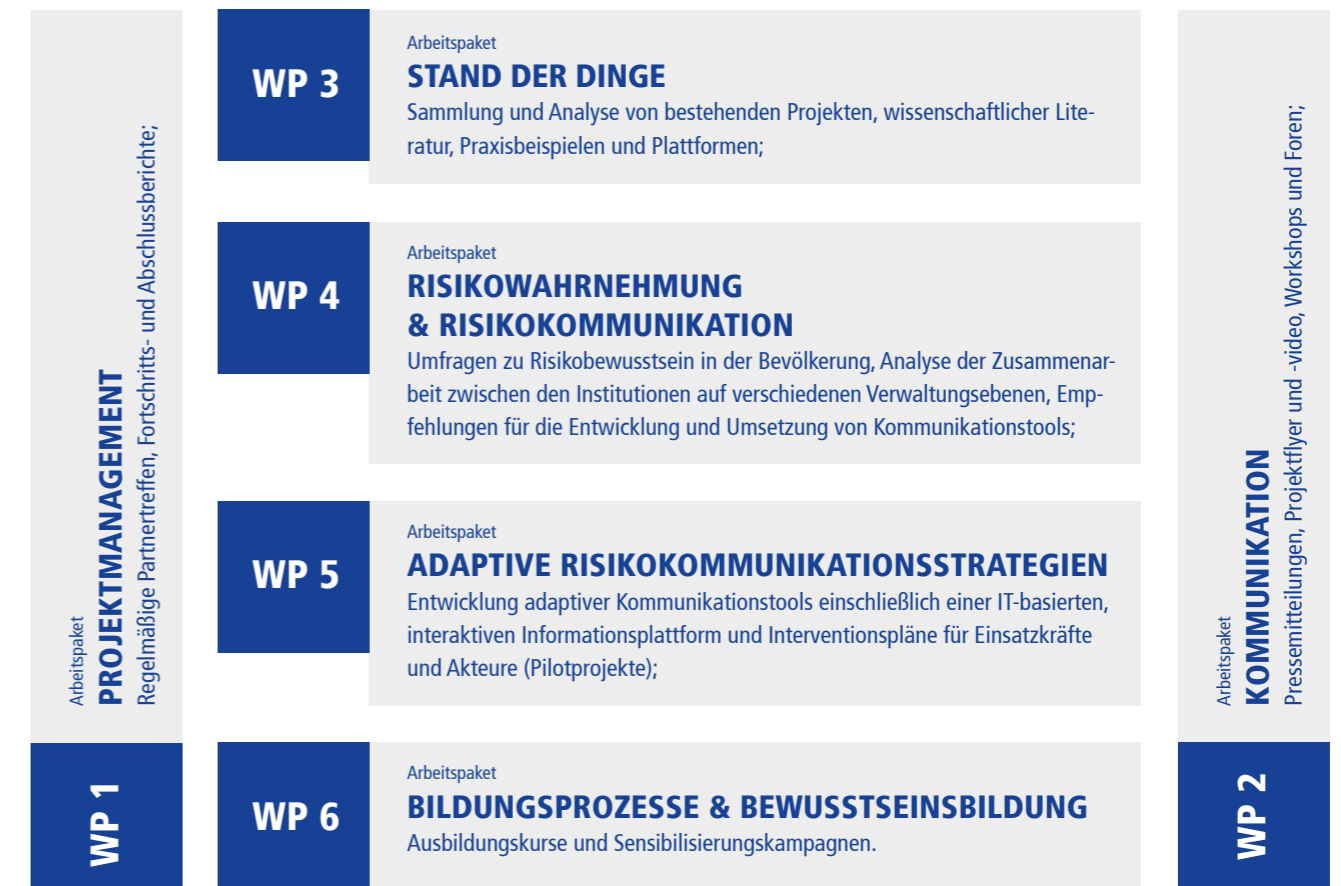 WP 1
Arbeitspaket
PROJEKTMANAGEMENT
Regelmäßige Partnertreffen, Fortschritts- und Abschlussberichte;
WP 3
Arbeitspaket
STAND DER DINGE
Sammlung und Analyse von bestehenden Projekten, wissenschaftlicher Lite-
ratur, Praxisbeispielen und Plattformen;
WP 4
Arbeitspaket
RISIKOWAHRNEHMUNG
& RISIKOKOMMUNIKATION
Umfragen zu Risikobewusstsein in der Bevölkerung, Analyse der Zusammenar-
beit zwischen den Institutionen auf verschiedenen Verwaltungsebenen, Emp-
fehlungen für die Entwicklung und Umsetzung von Kommunikationstools;
WP 5
Arbeitspaket
ADAPTIVE RISIKOKOMMUNIKATIONSSTRATEGIEN
Entwicklung adaptiver Kommunikationstools einschließlich einer IT-basierten,
interaktiven Informationsplattform und Interventionspläne für Einsatzkräfte
und Akteure (Pilotprojekte);
WP 6
Arbeitspaket
BILDUNGSPROZESSE & BEWUSSTSEINSBILDUNG
Ausbildungskurse und Sensibilisierungskampagnen.
WP 2
Arbeitspaket
KOMMUNIKATION
Pressemitteilungen, Projektflyer und -video, Workshops und Foren;